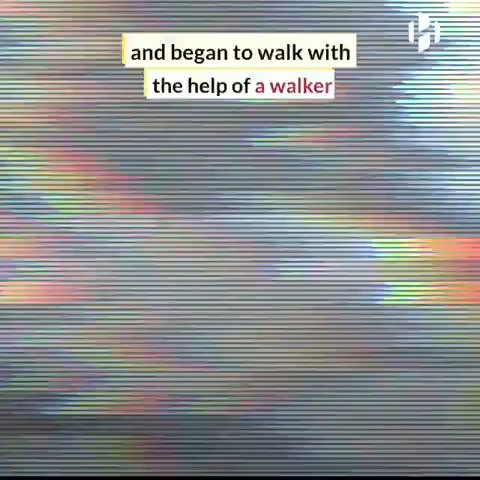 and began to walk with
the help of a walker